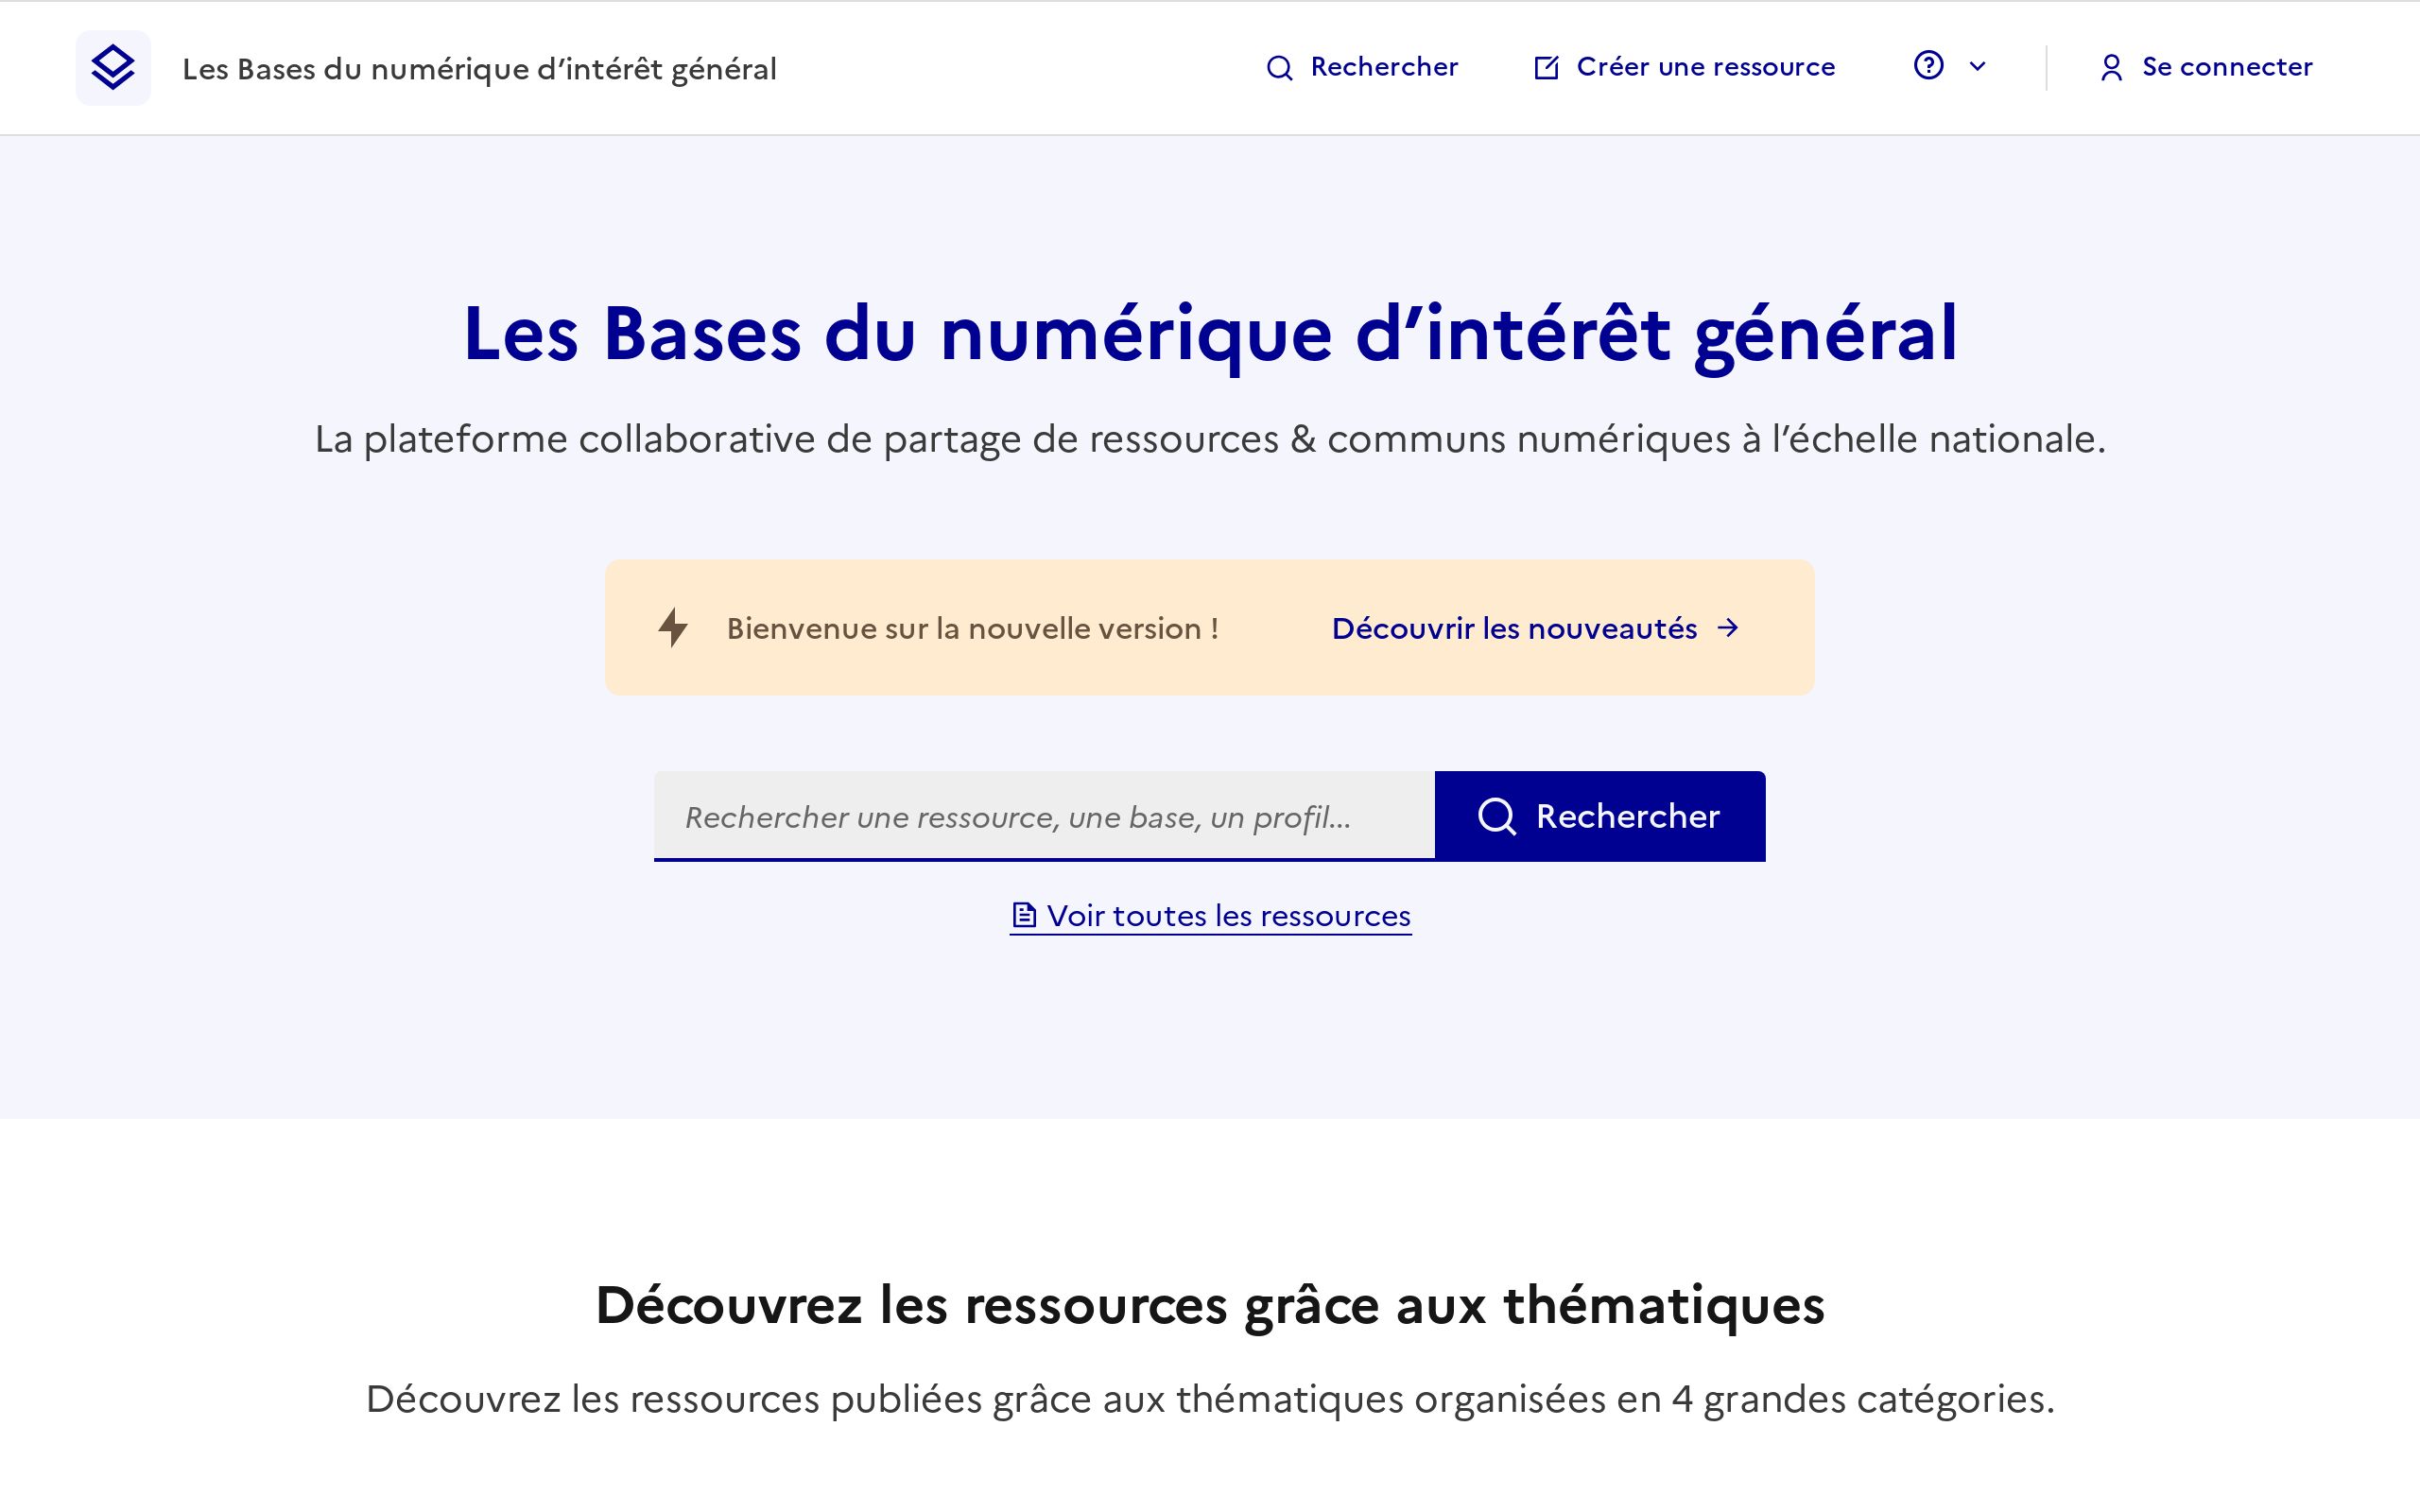 Les Bases du numérique d’intérêt général
Rechercher
Créer une ressource
Se connecter
Les Bases du numérique d’intérêt général
La plateforme collaborative de partage de ressources & communs numériques à l’échelle nationale.
Bienvenue sur la nouvelle version !
Découvrir les nouveautés
Rechercher une ressource, une base, un profil...
Rechercher
Voir toutes les ressources
Découvrez les ressources grâce aux thématiques
Découvrez les ressources publiées grâce aux thématiques organisées en 4 grandes catégories.